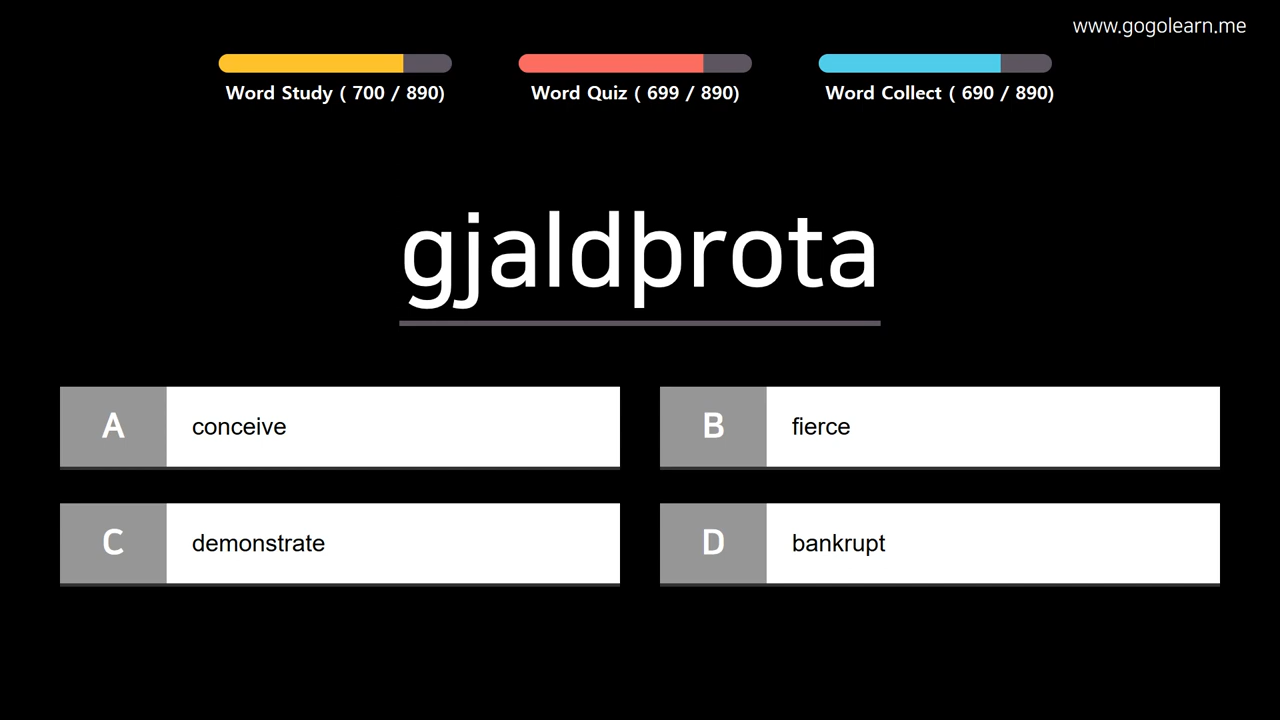 www.gogolearn.me
Word Study ( 700 / 890)
Word Quiz ( 699 / 890)
Word Collect ( 690 / 890)
gjaldþrota
A conceive
B fierce
C demonstrate
D bankrupt